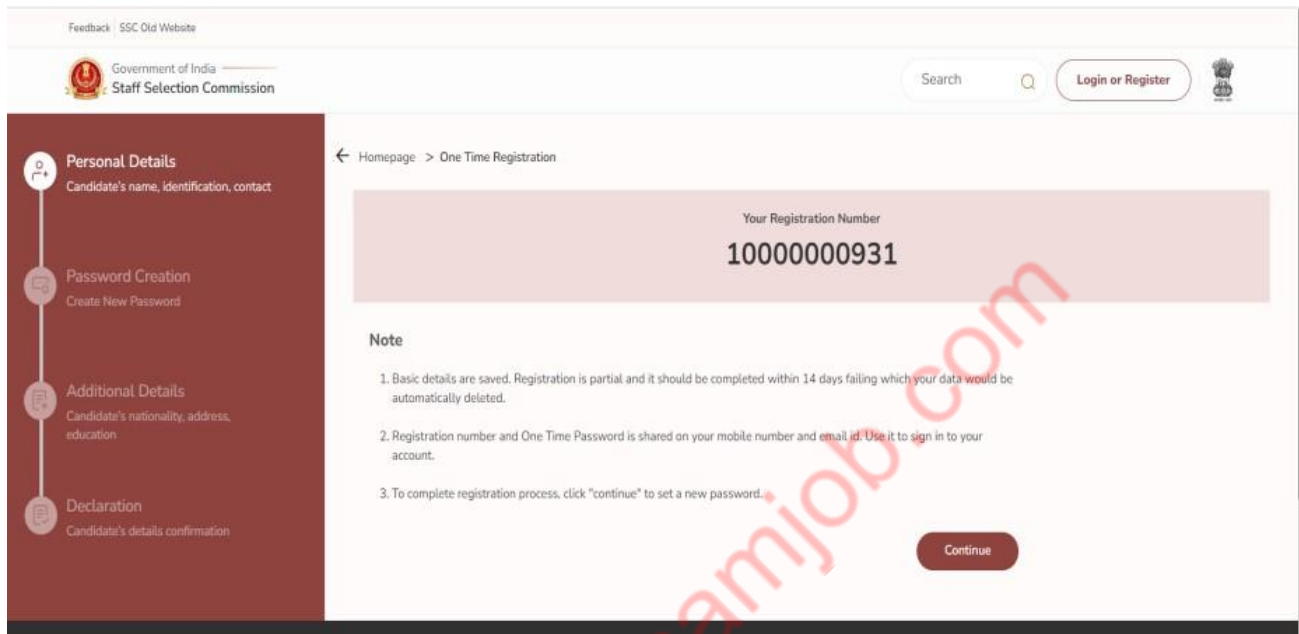 Feedback SSC Old Website
Government of India
Staff Selection Commission
Search
Login or Register
Personal Details
Candidate's name, identification, contact
Password Creation
Create New Password
Additional Details
Candidate's nationality, address,
education
Declaration
Candidate's details confirmation
Homepage > One Time Registration
Your Registration Number
10000000931
Note
1. Basic details are saved. Registration is partial and it should be completed within 14 days failing which your data would be
automatically deleted.
2. Registration number and One Time Password is shared on your mobile number and email id. Use it to sign in to your
account.
3. To complete registration process, click "continue" to set a new password.
Continue
amjob.com